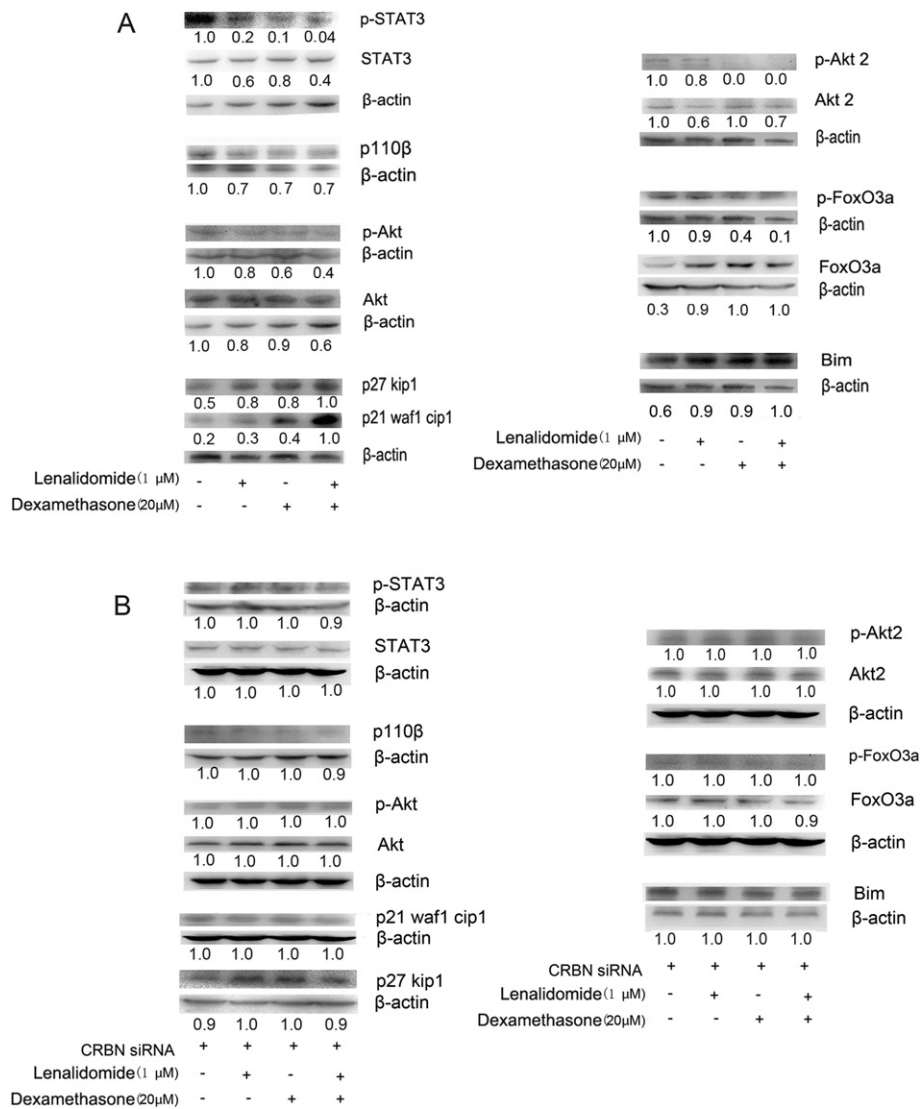 A
p-STAT3
1.0 0.2 0.1 0.04
STAT3
1.0 0.6 0.8 0.4
β-actin
p110β
β-actin
1.0 0.7 0.7 0.7
p-Akt
β-actin
1.0 0.8 0.6 0.4
Akt
β-actin
1.0 0.8 0.9 0.6
p27 kip1
0.5 0.8 0.8 1.0
p21 waf1 cip1
0.2 0.3 0.4 1.0
β-actin
Lenalidomide(1 μM) - + - +
Dexamethasone(20μM) - - + +
p-Akt 2
1.0 0.8 0.0 0.0
Akt 2
1.0 0.6 1.0 0.7
β-actin
p-FoxO3a
β-actin
1.0 0.9 0.4 0.1
FoxO3a
β-actin
0.3 0.9 1.0 1.0
Bim
β-actin
0.6 0.9 0.9 1.0
Lenalidomide(1 μM) - + - +
Dexamethasone(20μM) - - + +
B
p-STAT3
β-actin
1.0 1.0 1.0 0.9
STAT3
β-actin
1.0 1.0 1.0 1.0
p110β
β-actin
1.0 1.0 1.0 0.9
p-Akt
1.0 1.0 1.0 1.0
Akt
1.0 1.0 1.0 1.0
β-actin
p21 waf1 cip1
β-actin
1.0 1.0 1.0 1.0
p27 kip1
β-actin
0.9 1.0 1.0 0.9
CRBN siRNA + + + +
Lenalidomide(1 μM) - + - +
Dexamethasone(20μM) - - + +
p-Akt2
1.0 1.0 1.0 1.0
Akt2
1.0 1.0 1.0 1.0
β-actin
p-FoxO3a
1.0 1.0 1.0 1.0
FoxO3a
1.0 1.0 1.0 0.9
β-actin
Bim
β-actin
1.0 1.0 1.0 1.0
CRBN siRNA + + + +
Lenalidomide(1 μM) - + - +
Dexamethasone(20μM) - - + +